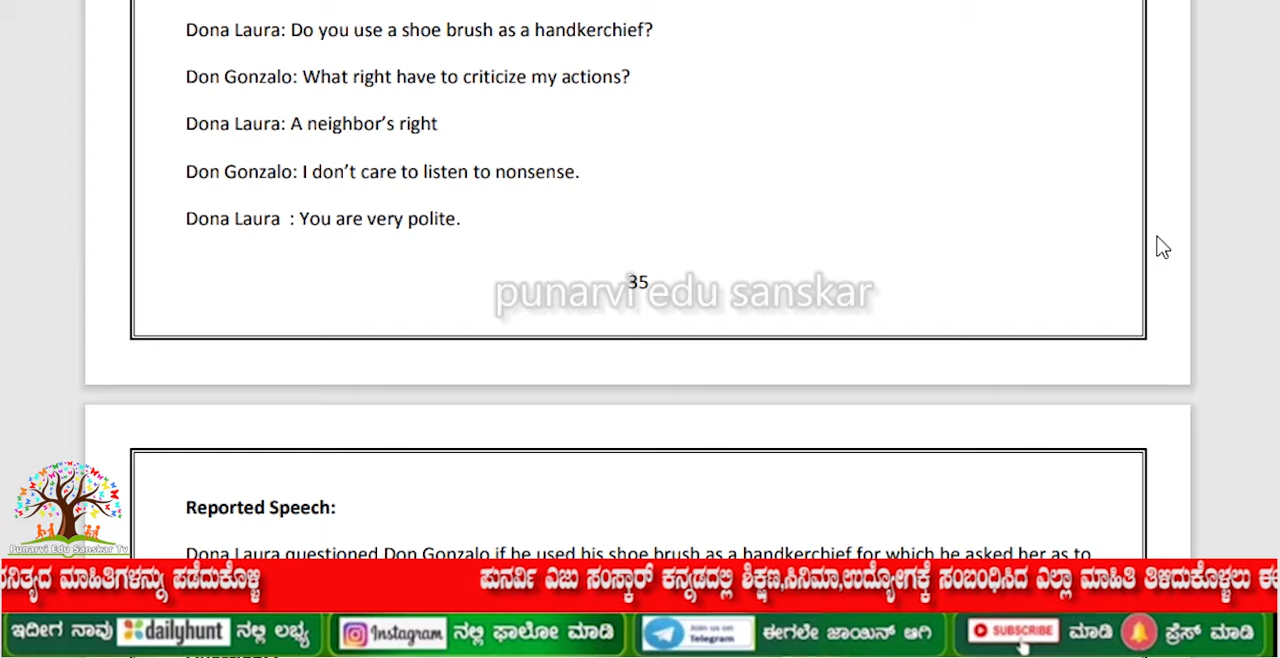 Dona Laura: Do you use a shoe brush as a handkerchief?
Don Gonzalo: What right have to criticize my actions?
Dona Laura: A neighbor's right
Don Gonzalo: I don't care to listen to nonsense.
Dona Laura : You are very polite.
35
punarvi edu sanskar
Reported Speech:
Dona Laura questioned Don Gonzalo if he used his shoe brush as a handkerchief for which he asked her as to
Punarvi Edu Sanskar Tv
ನಿತ್ಯದ ಮಾಹಿತಿಗಳನ್ನು ಪಡೆದುಕೊಳ್ಳಿ ಪುನರ್ವಿ ಎಜು ಸಂಸ್ಕಾರ್ ಕನ್ನಡದಲ್ಲಿ ಶಿಕ್ಷಣ,ಸಿನಿಮಾ,ಉದ್ಯೋಗಕ್ಕೆ ಸಂಬಂಧಿಸಿದ ಎಲ್ಲಾ ಮಾಹಿತಿ ತಿಳಿದುಕೊಳ್ಳಲು ಈ
ಇದೀಗ ನಾವು dailyhunt ನಲ್ಲಿ ಲಭ್ಯ Instagram ನಲ್ಲಿ ಫಾಲೋ ಮಾಡಿ Join us on Telegram ಈಗಲೇ ಜಾಯಿನ್ ಆಗಿ SUBSCRIBE ಮಾಡಿ ಪ್ರೆಸ್ ಮಾಡಿ